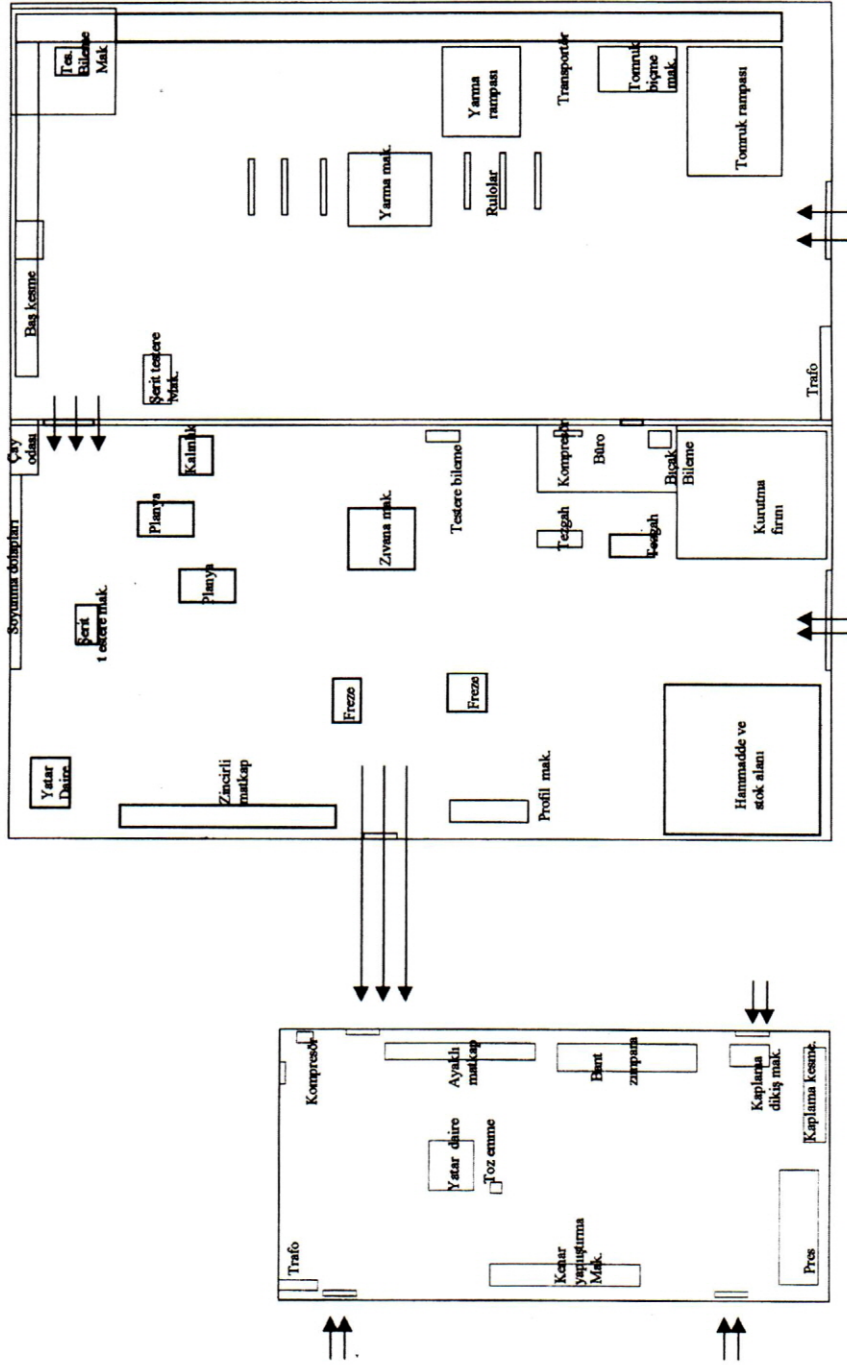 Pres
Kenar
yapıştırma
Mak.
Trafo
Yatar daire
Toz emme
Kaplama kesme.
Kaplama
dikiş mak.
Bant
zımpara
Ayaklı
matkap
Kompresör
Hammadde ve
stok alanı
Profil mak.
Zincirli
matkap
Yatar
Daire
Freze
Freze
Şerit
testere mak.
Soyunma dolapları
Planya
Planya
Zıvana mak.
Testere bileme
Tezgah
Tezgah
Kurutma
fırını
Bıçak
Bileme
Büro
Kompresör
Kalınlık
Çay
odası
Trafo
Şerit testere
Mak.
Baş kesme
Yarma mak.
Rulolar
Yarma
rampası
Transportör
Tomruk
biçme
mak.
Tomruk rampası
Tes.
Bileme
Mak